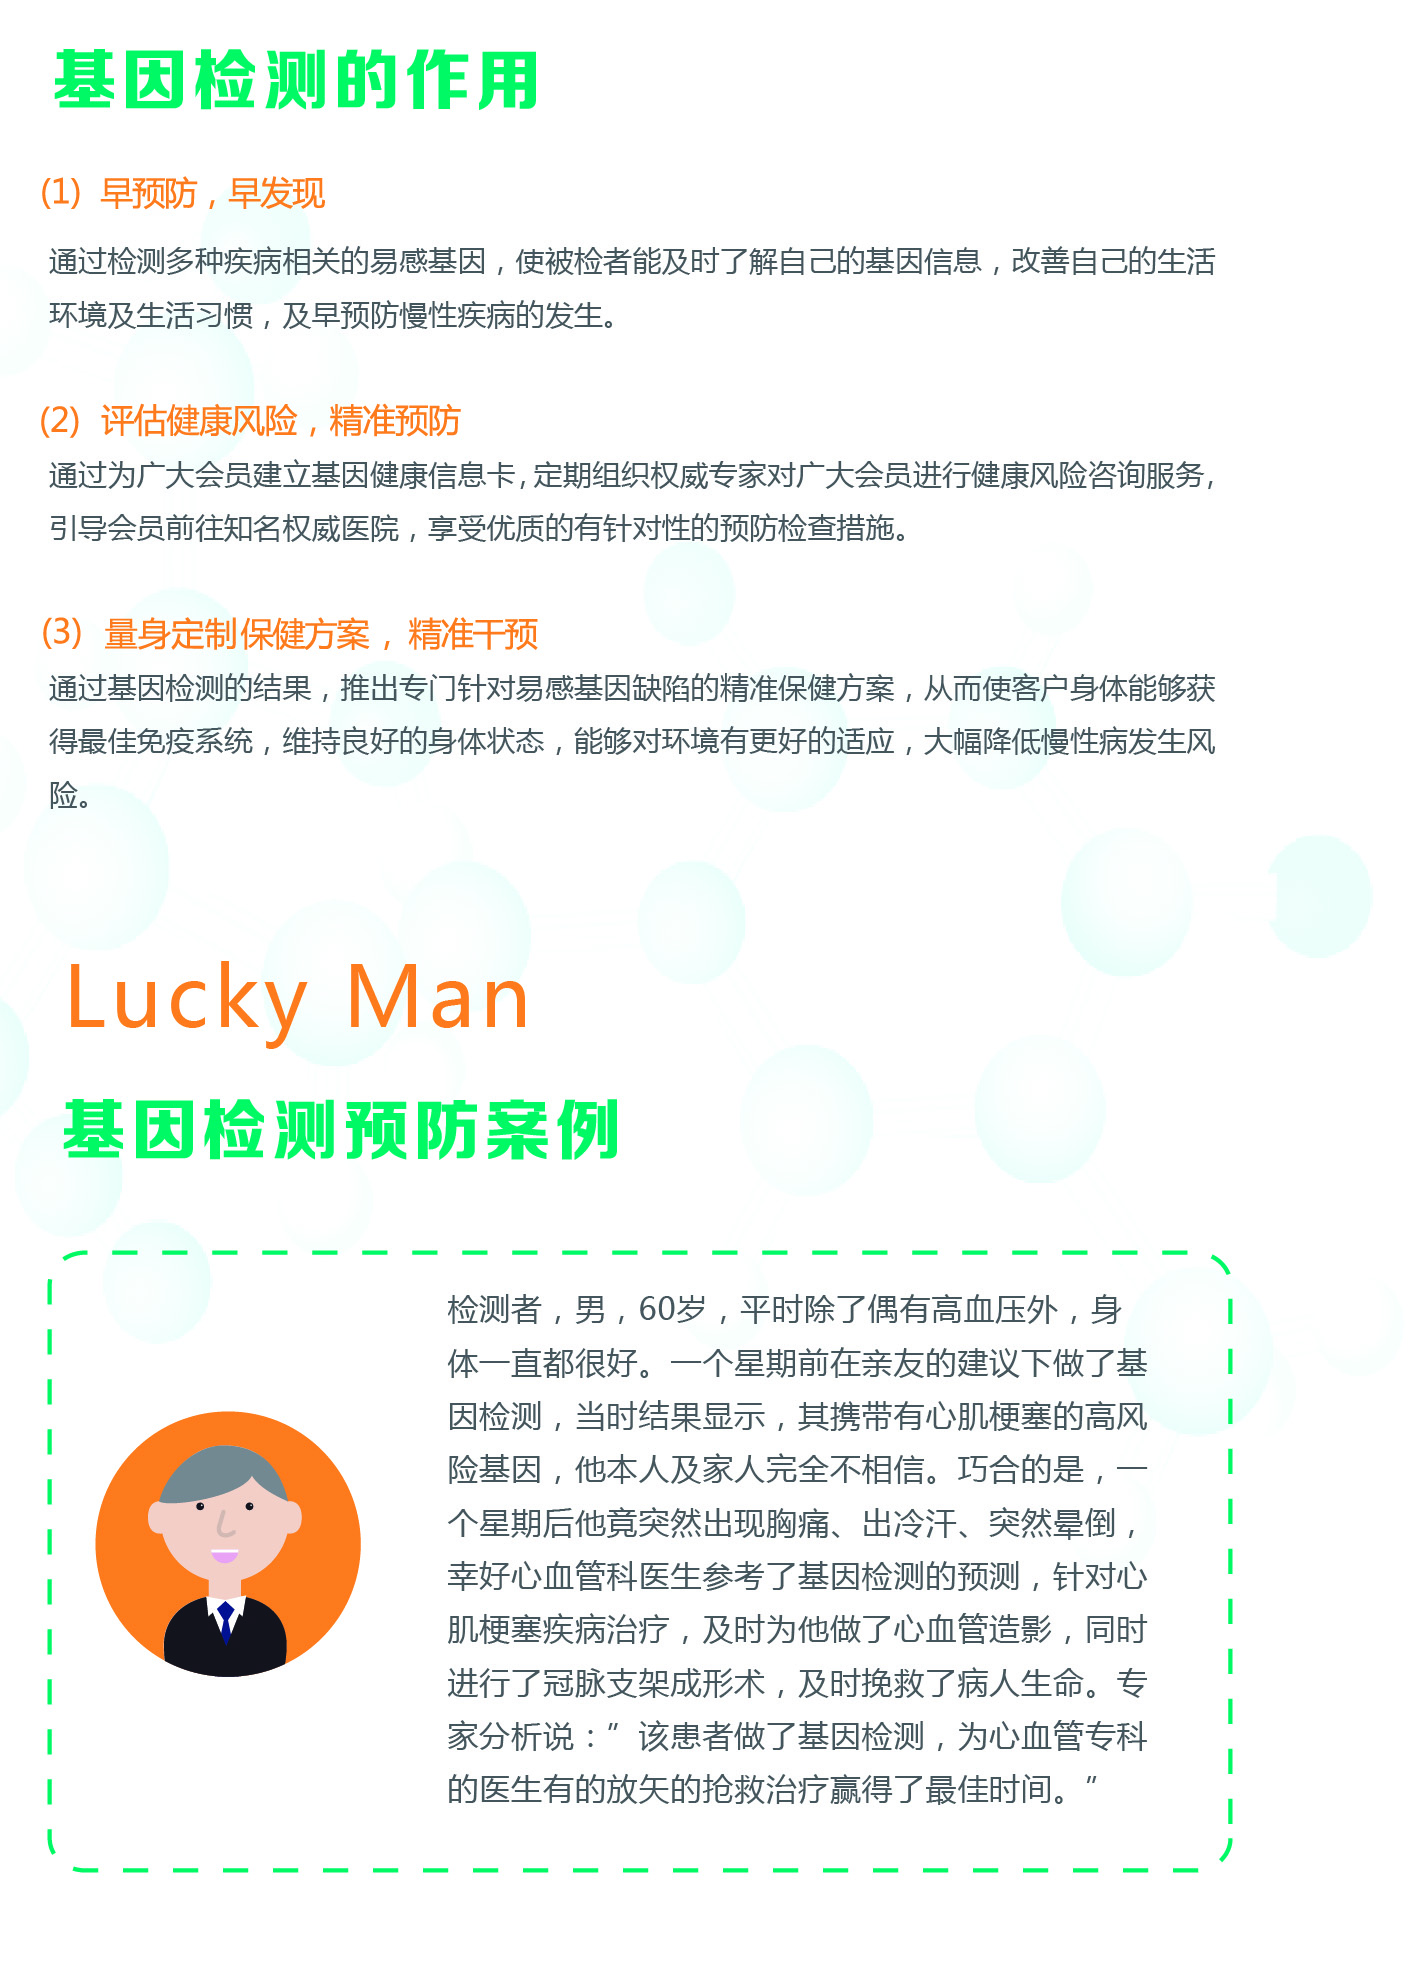 基因检测的作用
(1) 早预防，早发现
通过检测多种疾病相关的易感基因，使被检者能及时了解自己的基因信息，改善自己的生活
环境及生活习惯，及早预防慢性疾病的发生。
(2) 评估健康风险，精准预防
通过为广大会员建立基因健康信息卡，定期组织权威专家对广大会员进行健康风险咨询服务，
引导会员前往知名权威医院，享受优质的有针对性的预防检查措施。
(3) 量身定制保健方案，精准干预
通过基因检测的结果，推出专门针对易感基因缺陷的精准保健方案，从而使客户身体能够获
得最佳免疫系统，维持良好的身体状态，能够对环境有更好的适应，大幅降低慢性病发生风
险。
Lucky Man
基因检测预防案例
检测者，男，60岁，平时除了偶有高血压外，身
体一直都很好。一个星期前在亲友的建议下做了基
因检测，当时结果显示，其携带有心肌梗塞的高风
险基因，他本人及家人完全不相信。巧合的是，一
个星期后他竟突然出现胸痛、出冷汗、突然晕倒，
幸好心血管科医生参考了基因检测的预测，针对心
肌梗塞疾病治疗，及时为他做了心血管造影，同时
进行了冠脉支架成形术，及时挽救了病人生命。专
家分析说：”该患者做了基因检测，为心血管专科
的医生有的放矢的抢救治疗赢得了最佳时间。”